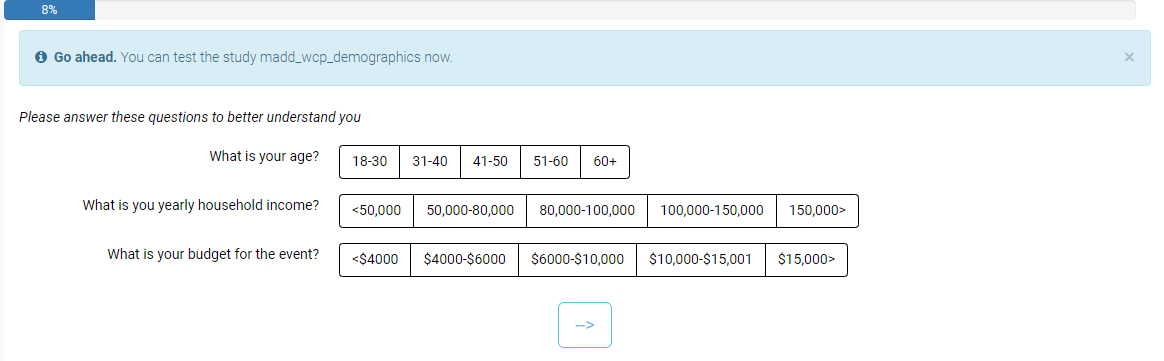 8%
Go ahead. You can test the study madd_wcp_demographics now. ×
Please answer these questions to better understand you
What is your age? 18-30 31-40 41-50 51-60 60+
What is you yearly household income? <50,000 50,000-80,000 80,000-100,000 100,000-150,000 150,000>
What is your budget for the event? <$4000 $4000-$6000 $6000-$10,000 $10,000-$15,001 $15,000>
-->